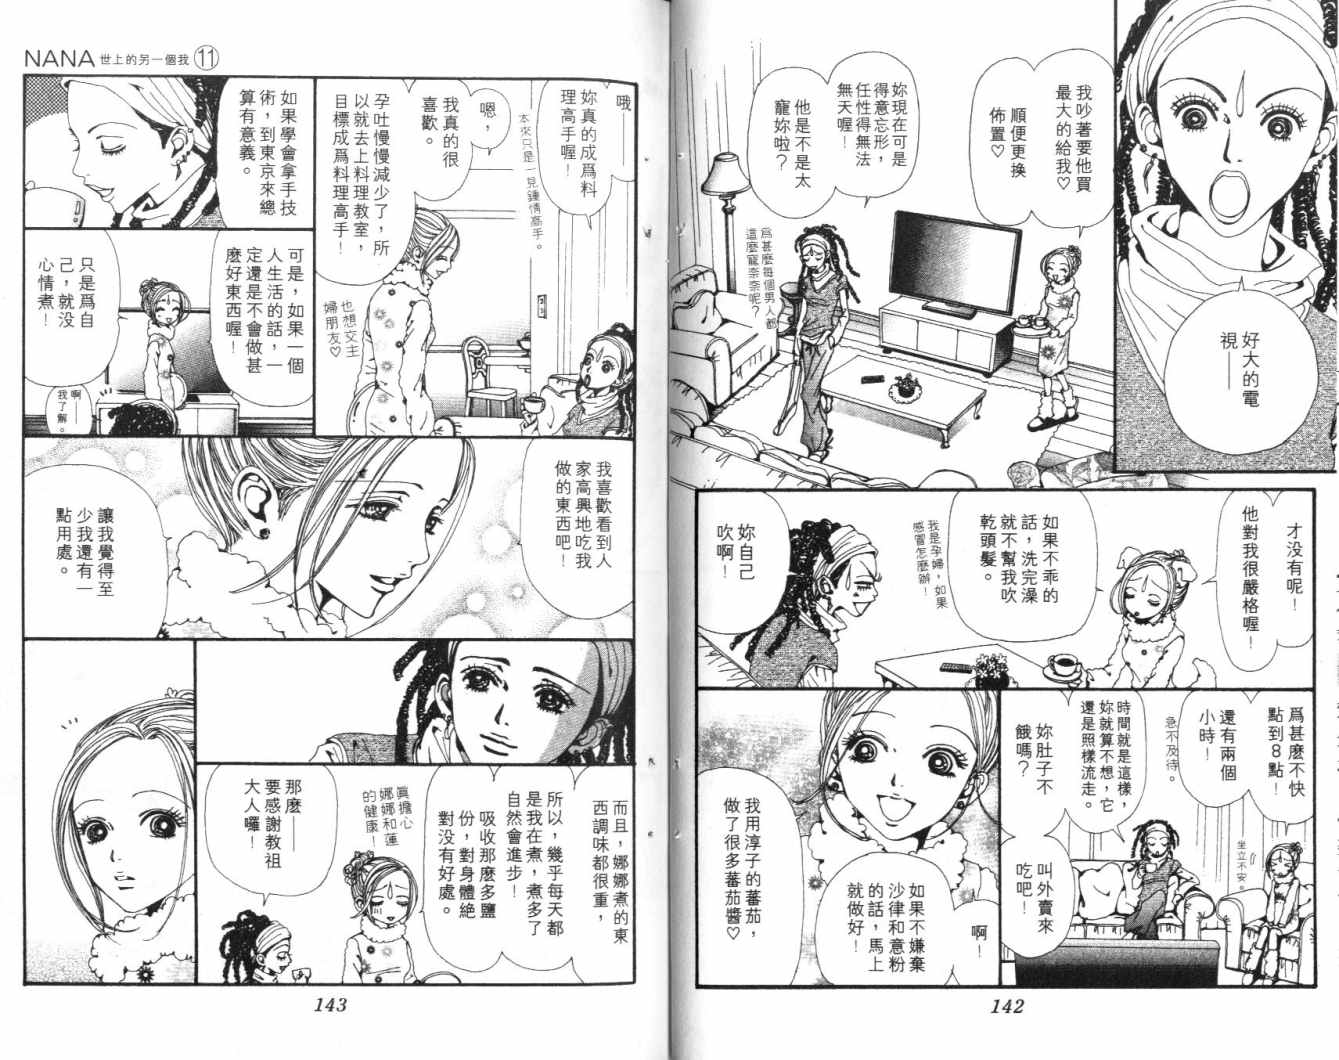 好大的電
視——
我吵著要他買
最大的給我♡
順便更換
佈置♡
妳現在可是
得意忘形，
任性得無法
無天喔！
他是不是太
寵妳啦？
為甚麼每個男人都
這麼寵奈奈呢？
才没有呢！
他對我很
嚴格喔！
如果不乖的
話，洗完澡
就不幫我吹
乾頭髮。
我是孕婦，如果
感冒怎麼辦！
妳自己
吹啊！
爲甚麼不快
點到8點！
還有兩個
小時！
坐立不安。
急不及待。
時間就是這樣，
妳就算不想，它
還是照樣流走。
妳肚子不
餓嗎？
叫外賣來
吃吧！
啊！
如果不嫌棄
沙律和意粉
的話，馬上
就做好！
我用淳子的蕃茄，
做了很多蕃茄醬♡
142
NANA 世上的另一個我 11
哦——
妳真的成爲料
理高手喔！
本來只是一見鍾情高手。
嗯，
我真的很
喜歡。
孕吐慢慢減少了，所
以就去上料理教室，
目標成爲料理高手！
也想交主
婦朋友♡
如果學會拿手技
術，到東京來總
算有意義。
可是，如果一個
人生活的話，一
定還是不會做甚
麼好東西喔！
只是爲自
己，就没
心情煮！
啊——
我了解。
我喜歡看到人
家高興地吃我
做的東西吧！
讓我覺得至
少我還有一
點用處。
而且，娜娜煮的東
西調味都很重，
吸收那麼多鹽
份，對身體絶
對没有好處。
所以，幾乎每天都
是我在煮，煮多了
自然會進步！
眞擔心
娜娜和蓮
的健康！
那麼——
要感謝教祖
大人囉！
143